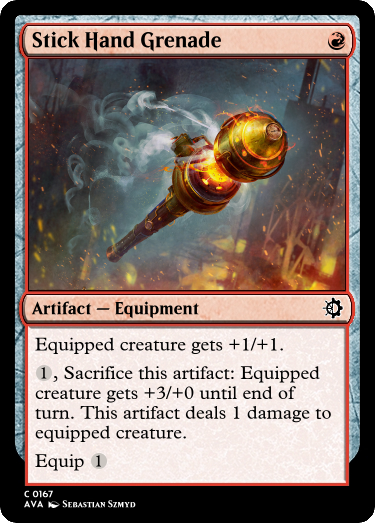 Stick Hand Grenade
Artifact — Equipment
Equipped creature gets +1/+1.
1, Sacrifice this artifact: Equipped
creature gets +3/+0 until end of
turn. This artifact deals 1 damage to
equipped creature.
Equip 1
C 0167
AVA Sebastian Szmyd